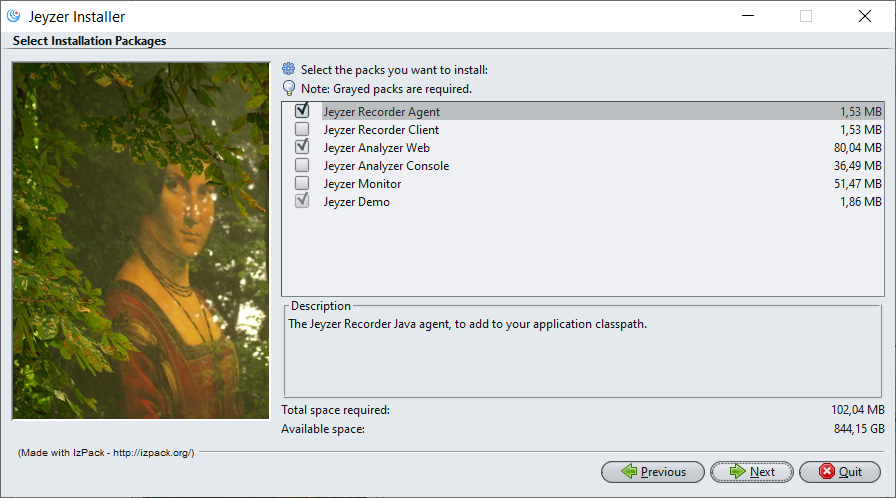 Jeyzer Installer
Select Installation Packages
Select the packs you want to install:
Note: Grayed packs are required.
Jeyzer Recorder Agent 1,53 MB
Jeyzer Recorder Client 1,53 MB
Jeyzer Analyzer Web 80,04 MB
Jeyzer Analyzer Console 36,49 MB
Jeyzer Monitor 51,47 MB
Jeyzer Demo 1,86 MB
Description
The Jeyzer Recorder Java agent, to add to your application classpath.
Total space required: 102,04 MB
Available space: 844,15 GB
(Made with IzPack - http://izpack.org/)
Previous Next Quit